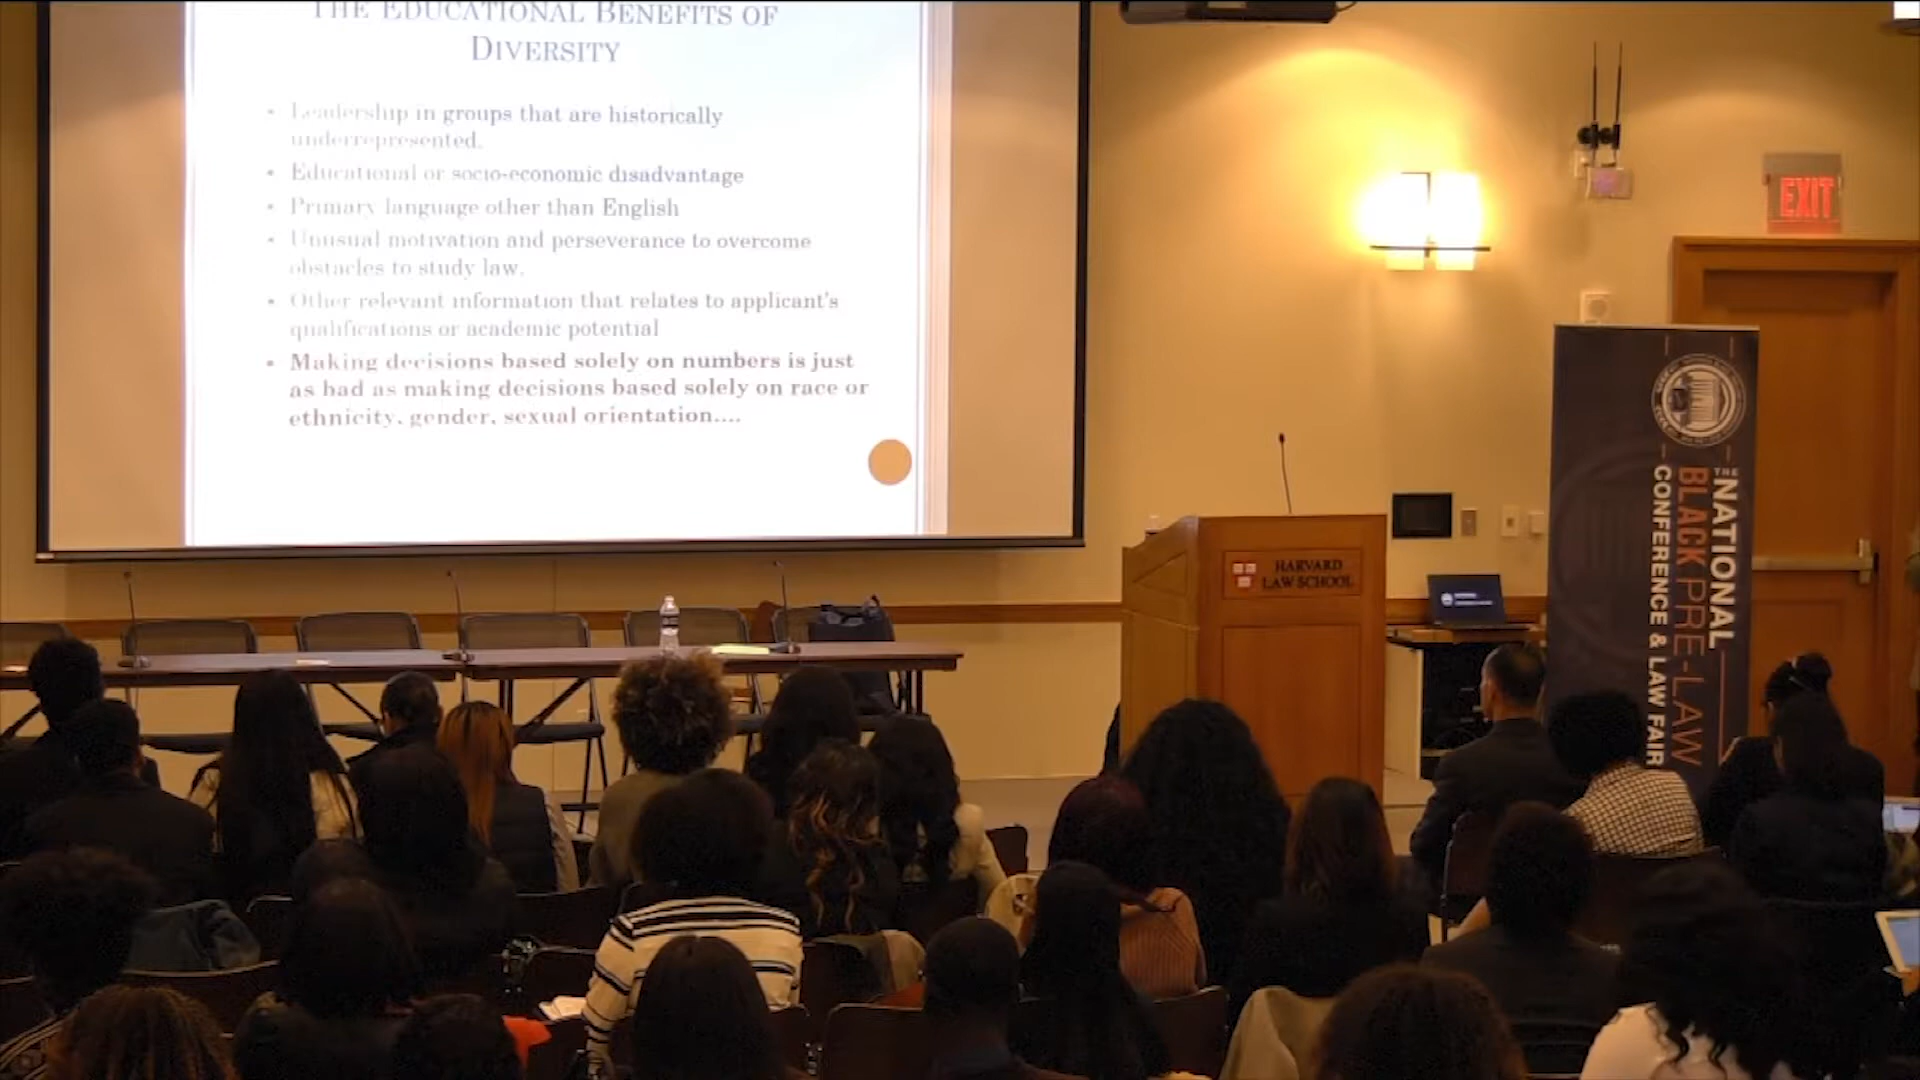 THE EDUCATIONAL BENEFITS OF
DIVERSITY
• Leadership in groups that are historically
underrepresented.
• Educational or socio-economic disadvantage
• Primary language other than English
• Unusual motivation and perseverance to overcome
obstacles to study law.
• Other relevant information that relates to applicant's
qualifications or academic potential
• Making decisions based solely on numbers is just
as bad as making decisions based solely on race or
ethnicity, gender, sexual orientation....
EXIT
HARVARD
LAW SCHOOL
THE
NATIONAL
BLACK PRE-LAW
CONFERENCE & LAW FAIR